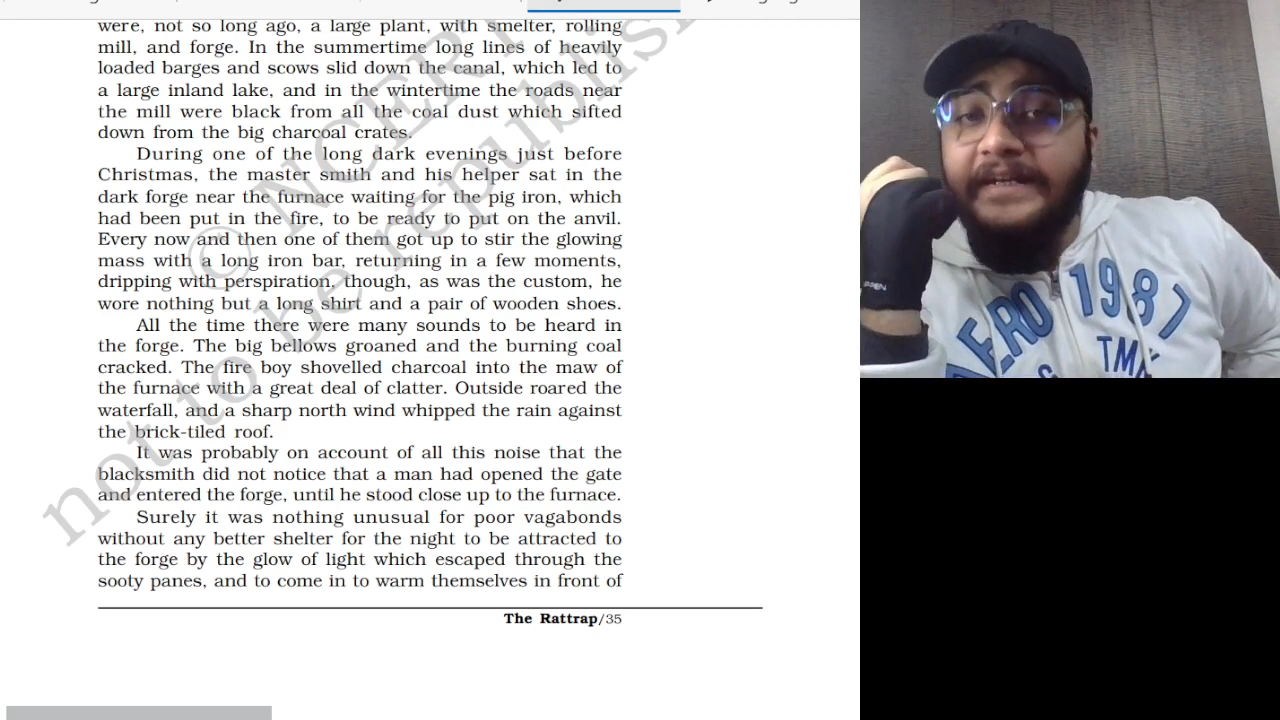 were, not so long ago, a large plant, with smelter, rolling
mill, and forge. In the summertime long lines of heavily
loaded barges and scows slid down the canal, which led to
a large inland lake, and in the wintertime the roads near
the mill were black from all the coal dust which sifted
down from the big charcoal crates.
During one of the long dark evenings just before
Christmas, the master smith and his helper sat in the
dark forge near the furnace waiting for the pig iron, which
had been put in the fire, to be ready to put on the anvil.
Every now and then one of them got up to stir the glowing
mass with a long iron bar, returning in a few moments,
dripping with perspiration, though, as was the custom, he
wore nothing but a long shirt and a pair of wooden shoes.
All the time there were many sounds to be heard in
the forge. The big bellows groaned and the burning coal
cracked. The fire boy shovelled charcoal into the maw of
the furnace with a great deal of clatter. Outside roared the
waterfall, and a sharp north wind whipped the rain against
the brick-tiled roof.
It was probably on account of all this noise that the
blacksmith did not notice that a man had opened the gate
and entered the forge, until he stood close up to the furnace.
Surely it was nothing unusual for poor vagabonds
without any better shelter for the night to be attracted to
the forge by the glow of light which escaped through the
sooty panes, and to come in to warm themselves in front of
The Rattrap/35
© NCERT
not to be republis
1987